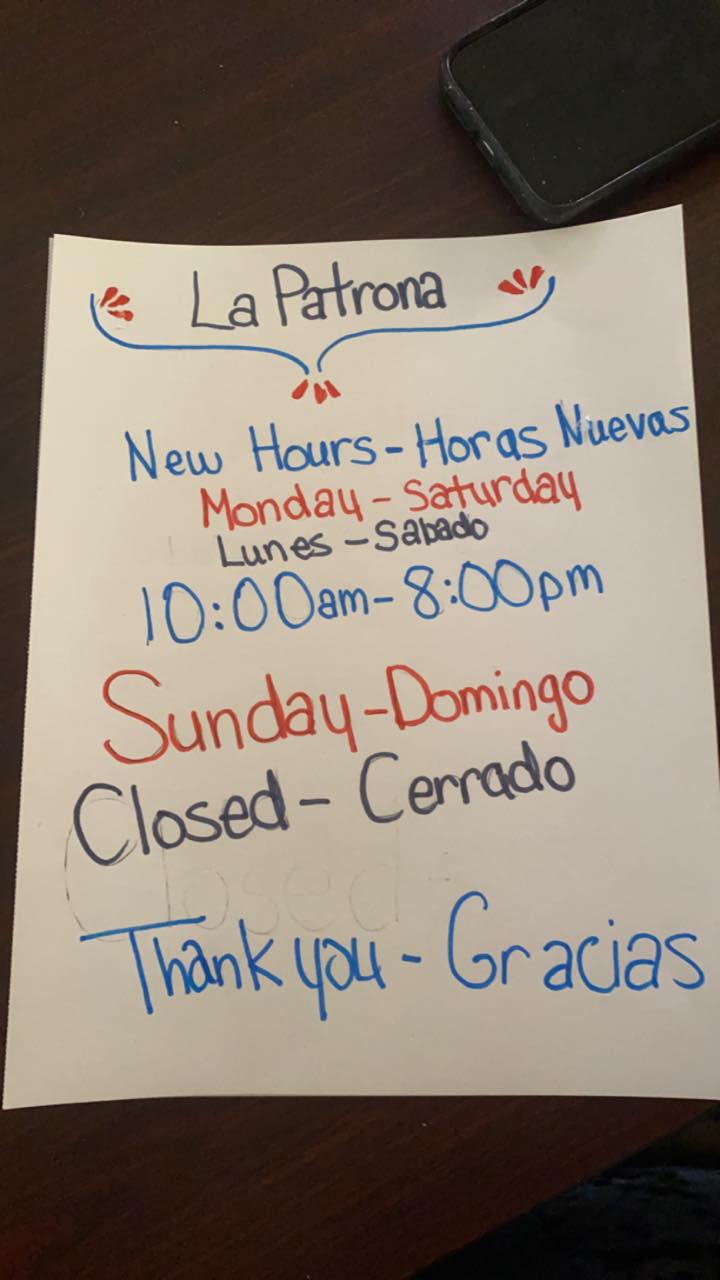 La Patrona
New Hours - Horas Nuevas
Monday - Saturday
Lunes - Sabado
10:00am - 8:00pm
Sunday - Domingo
Closed - Cerrado
Closed -
Thank you - Gracias